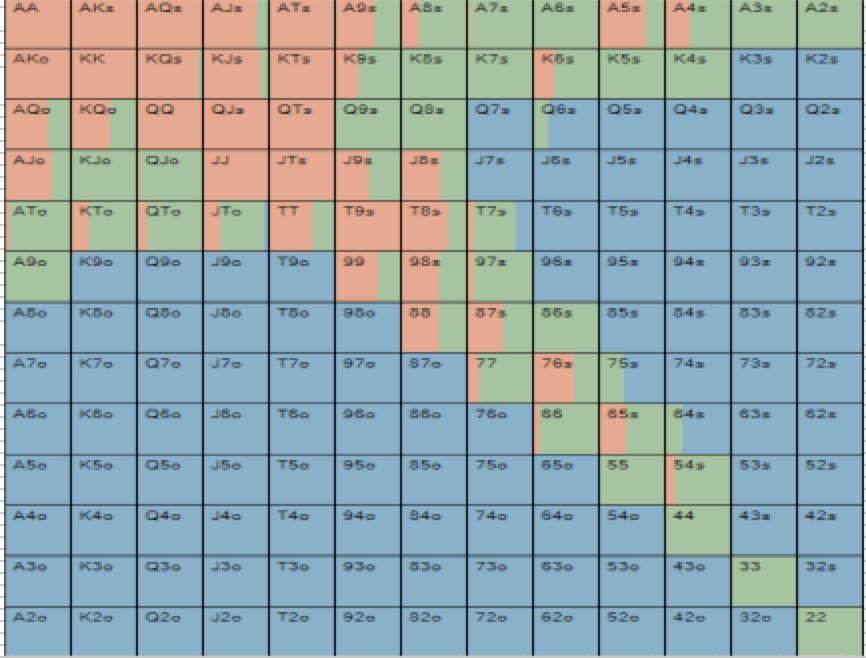 AA AKs AQs AJs ATs A9s A8s A7s A6s A5s A4s A3s A2s
AKo KK KQs KJs KTs K9s K8s K7s K6s K5s K4s K3s K2s
AQo KQo QQ QJs QTs Q9s Q8s Q7s Q6s Q5s Q4s Q3s Q2s
AJo KJo QJo JJ JTs J9s J8s J7s J6s J5s J4s J3s J2s
ATo KTo QTo JTo TT T9s T8s T7s T6s T5s T4s T3s T2s
A9o K9o Q9o J9o T9o 99 98s 97s 96s 95s 94s 93s 92s
A8o K8o Q8o J8o T8o 98o 88 87s 86s 85s 84s 83s 82s
A7o K7o Q7o J7o T7o 97o 87o 77 76s 75s 74s 73s 72s
A6o K6o Q6o J6o T6o 96o 86o 76o 66 65s 64s 63s 62s
A5o K5o Q5o J5o T5o 95o 85o 75o 65o 55 54s 53s 52s
A4o K4o Q4o J4o T4o 94o 84o 74o 64o 54o 44 43s 42s
A3o K3o Q3o J3o T3o 93o 83o 73o 63o 53o 43o 33 32s
A2o K2o Q2o J2o T2o 92o 82o 72o 62o 52o 42o 32o 22